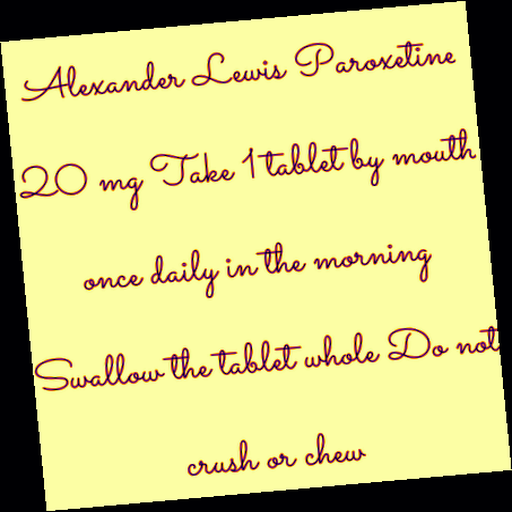 Alexander Lewis Paroxetine
20 mg Take 1 tablet by mouth
once daily in the morning
Swallow the tablet whole Do not
crush or chew